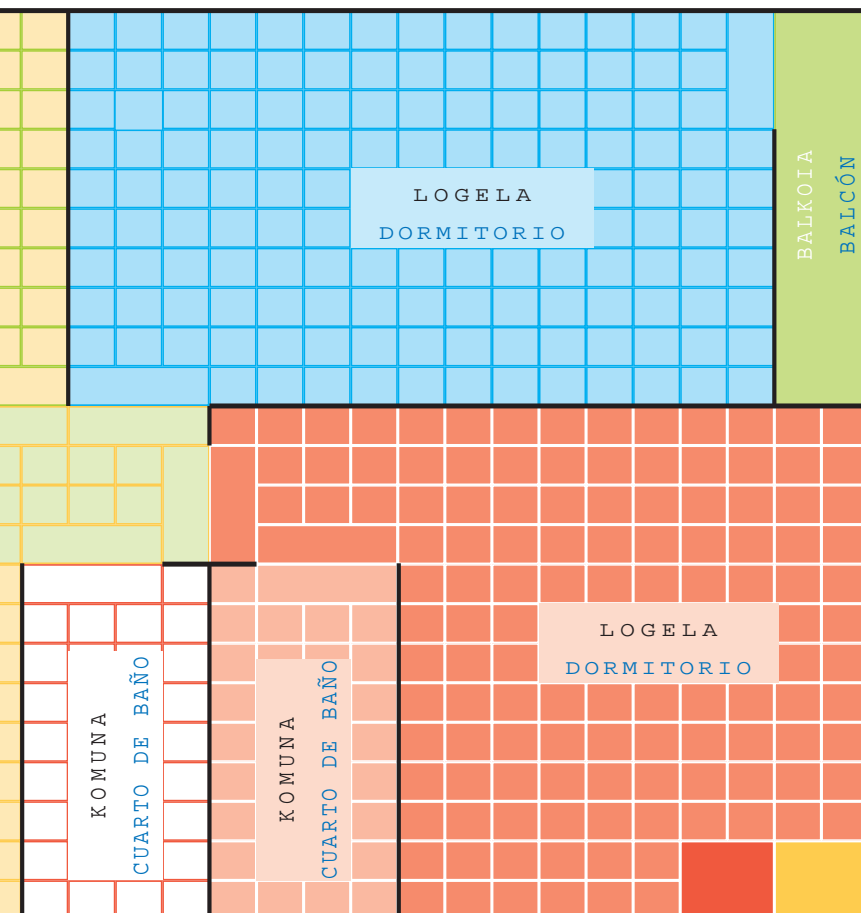 LOGELA
DORMITORIO
BALKOIA
BALCÓN
LOGELA
DORMITORIO
KOMUNA
CUARTO DE BAÑO
KOMUNA
CUARTO DE BAÑO